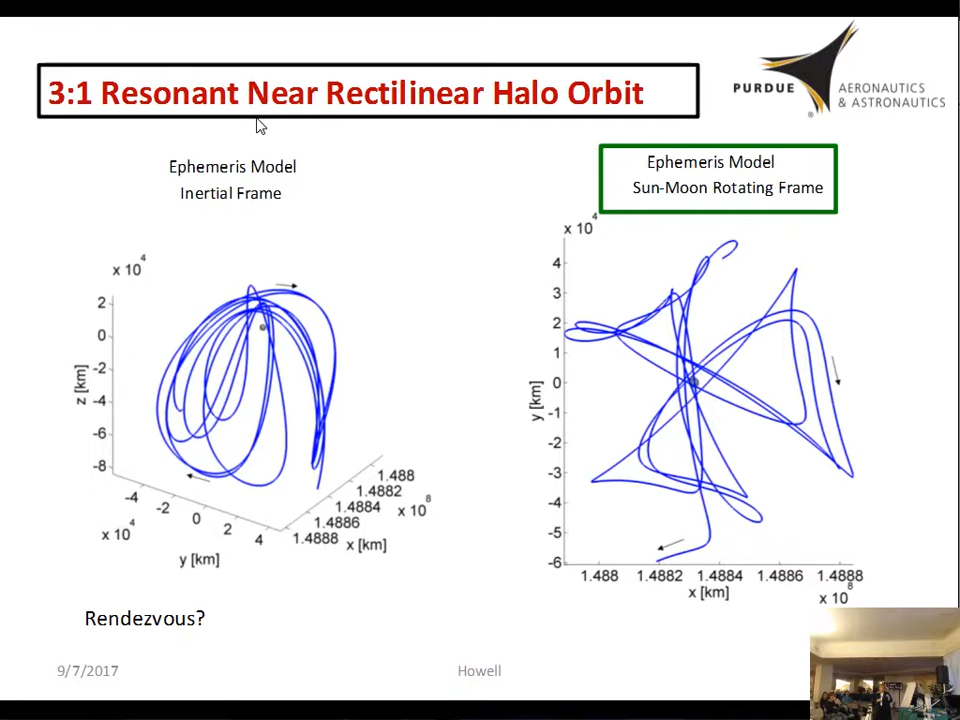 3:1 Resonant Near Rectilinear Halo Orbit
PURDUE
®
AERONAUTICS
& ASTRONAUTICS
Ephemeris Model
Inertial Frame
Ephemeris Model
Sun-Moon Rotating Frame
x 10^4
2
0
-2
-4
-6
-8
z [km]
-4
-2
0
2
4
x 10^4
y [km]
1.488
1.4882
1.4884
1.4886
1.4888
x 10^8
x [km]
x 10^4
4
3
2
1
0
-1
-2
-3
-4
-5
-6
y [km]
1.488 1.4882 1.4884 1.4886 1.4888
x [km]
x 10^8
Rendezvous?
9/7/2017
Howell